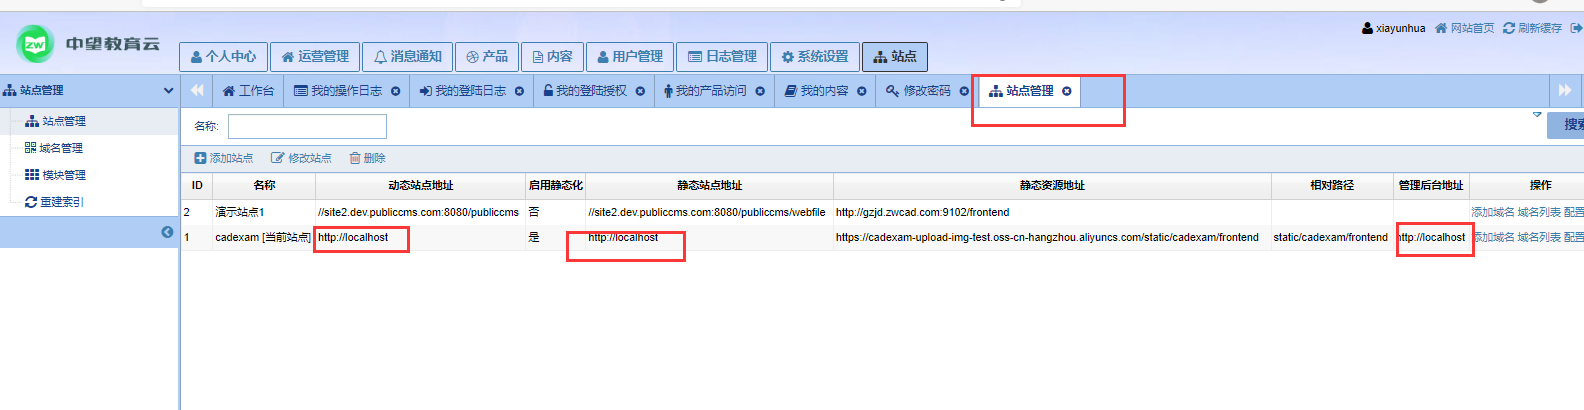 xiayunhua 网站首页 刷新缓存
ZW 中望教育云
个人中心 运营管理 消息通知 产品 内容 用户管理 日志管理 系统设置 站点
站点管理
工作台 我的操作日志 我的登陆日志 我的登陆授权 我的产品访问 我的内容 修改密码 站点管理
站点管理
域名管理
模块管理
重建索引
名称:
搜索
添加站点 修改站点 删除
ID 名称 动态站点地址 启用静态化 静态站点地址 静态资源地址 相对路径 管理后台地址 操作
2 演示站点1 //site2.dev.publiccms.com:8080/publiccms 否 //site2.dev.publiccms.com:8080/publiccms/webfile http://gzjd.zwcad.com:9102/frontend 添加域名 域名列表 配置
1 cadexam [当前站点] http://localhost 是 http://localhost https://cadexam-upload-img-test.oss-cn-hangzhou.aliyuncs.com/static/cadexam/frontend static/cadexam/frontend http://localhost 添加域名 域名列表 配置